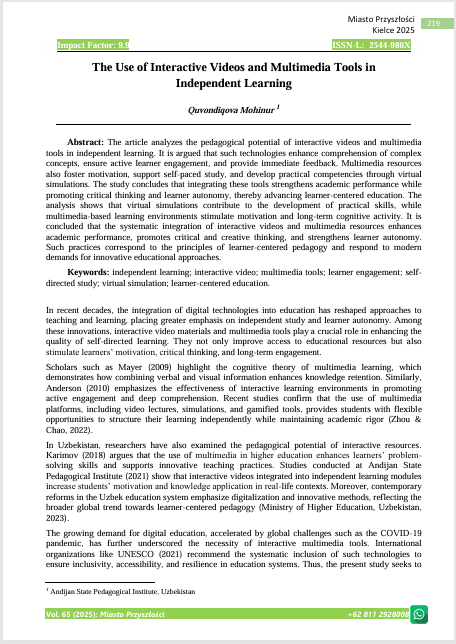 Miasto Przyszłości
Kielce 2025
219
Impact Factor: 9.9
ISSN-L: 2544-980X
The Use of Interactive Videos and Multimedia Tools in
Independent Learning
Quvondiqova Mohinur 1
Abstract: The article analyzes the pedagogical potential of interactive videos and multimedia
tools in independent learning. It is argued that such technologies enhance comprehension of complex
concepts, ensure active learner engagement, and provide immediate feedback. Multimedia resources
also foster motivation, support self-paced study, and develop practical competencies through virtual
simulations. The study concludes that integrating these tools strengthens academic performance while
promoting critical thinking and learner autonomy, thereby advancing learner-centered education. The
analysis shows that virtual simulations contribute to the development of practical skills, while
multimedia-based learning environments stimulate motivation and long-term cognitive activity. It is
concluded that the systematic integration of interactive videos and multimedia resources enhances
academic performance, promotes critical and creative thinking, and strengthens learner autonomy.
Such practices correspond to the principles of learner-centered pedagogy and respond to modern
demands for innovative educational approaches.
Keywords: independent learning; interactive video; multimedia tools; learner engagement; self-
directed study; virtual simulation; learner-centered education.
In recent decades, the integration of digital technologies into education has reshaped approaches to
teaching and learning, placing greater emphasis on independent study and learner autonomy. Among
these innovations, interactive video materials and multimedia tools play a crucial role in enhancing the
quality of self-directed learning. They not only improve access to educational resources but also
stimulate learners' motivation, critical thinking, and long-term engagement.
Scholars such as Mayer (2009) highlight the cognitive theory of multimedia learning, which
demonstrates how combining verbal and visual information enhances knowledge retention. Similarly,
Anderson (2010) emphasizes the effectiveness of interactive learning environments in promoting
active engagement and deep comprehension. Recent studies confirm that the use of multimedia
platforms, including video lectures, simulations, and gamified tools, provides students with flexible
opportunities to structure their learning independently while maintaining academic rigor (Zhou &
Chao, 2022).
In Uzbekistan, researchers have also examined the pedagogical potential of interactive resources.
Karimov (2018) argues that the use of multimedia in higher education enhances learners' problem-
solving skills and supports innovative teaching practices. Studies conducted at Andijan State
Pedagogical Institute (2021) show that interactive videos integrated into independent learning modules
increase students' motivation and knowledge application in real-life contexts. Moreover, contemporary
reforms in the Uzbek education system emphasize digitalization and innovative methods, reflecting the
broader global trend towards learner-centered pedagogy (Ministry of Higher Education, Uzbekistan,
2023).
The growing demand for digital education, accelerated by global challenges such as the COVID-19
pandemic, has further underscored the necessity of interactive multimedia tools. International
organizations like UNESCO (2021) recommend the systematic inclusion of such technologies to
ensure inclusivity, accessibility, and resilience in education systems. Thus, the present study seeks to
1 Andijan State Pedagogical Institute, Uzbekistan
Vol. 65 (2025): Miasto Przyszłości
+62 811 2928008